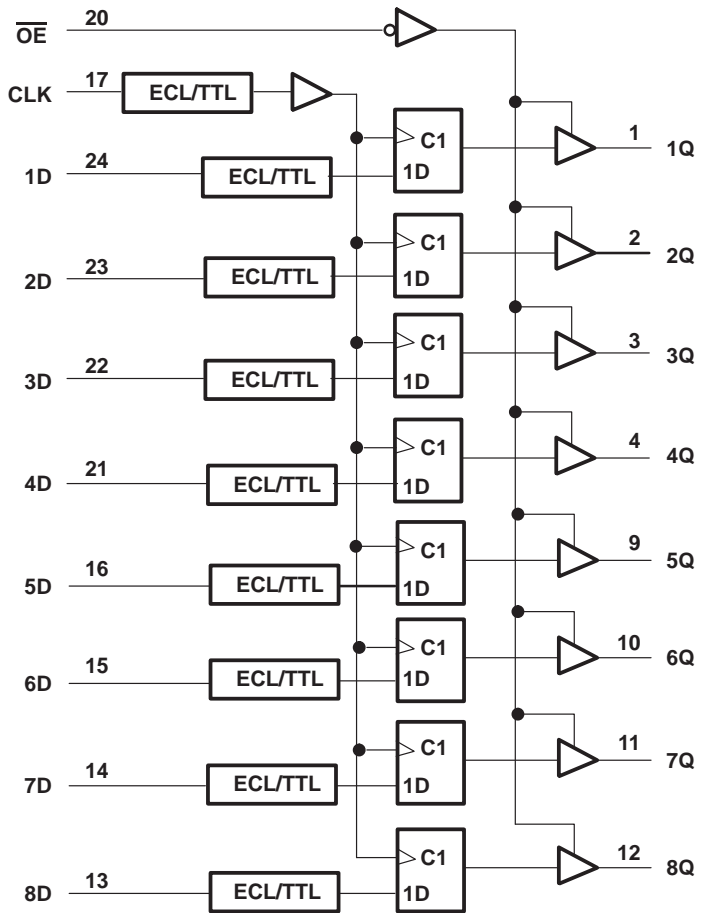 OE 20
CLK 17 ECL/TTL
1D 24 ECL/TTL C1 1D 1 1Q
2D 23 ECL/TTL C1 1D 2 2Q
3D 22 ECL/TTL C1 1D 3 3Q
4D 21 ECL/TTL C1 1D 4 4Q
5D 16 ECL/TTL C1 1D 9 5Q
6D 15 ECL/TTL C1 1D 10 6Q
7D 14 ECL/TTL C1 1D 11 7Q
8D 13 ECL/TTL C1 1D 12 8Q